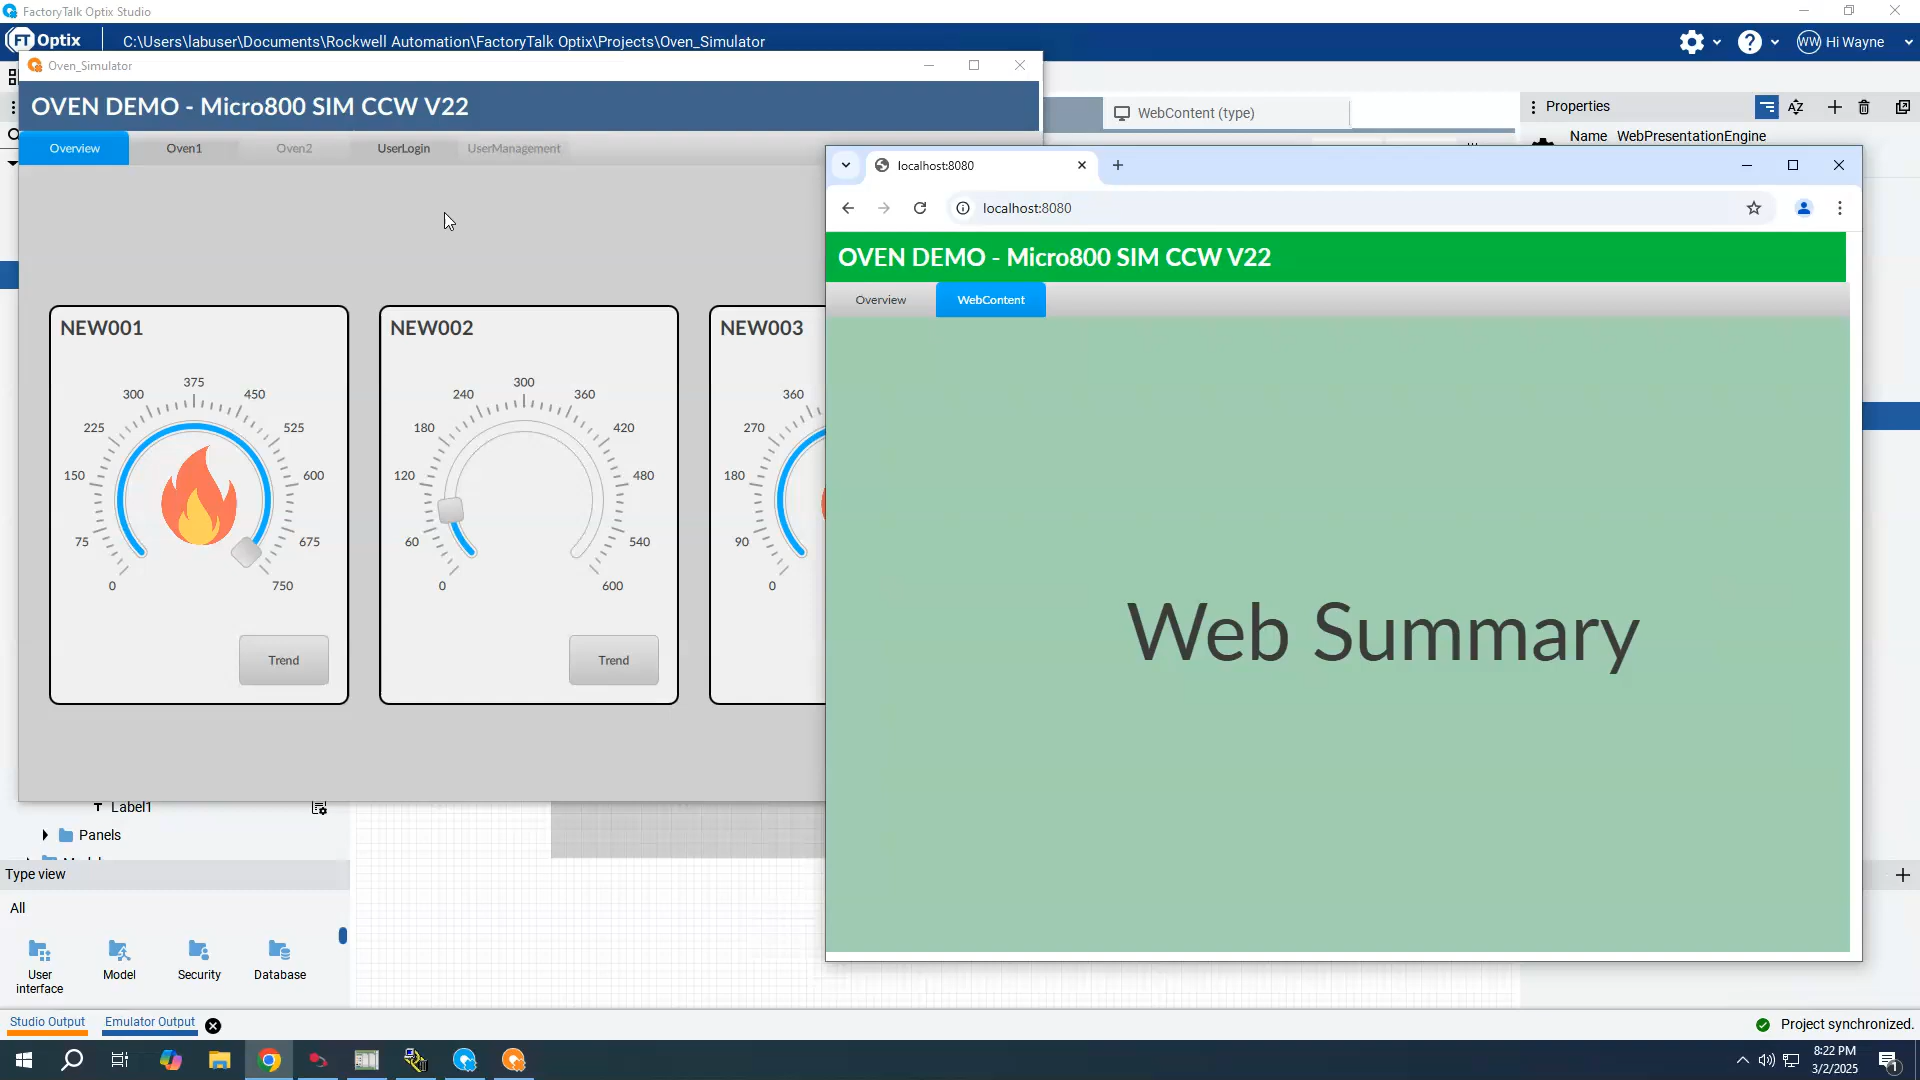 FactoryTalk Optix Studio
FT Optix
C:\Users\labuser\Documents\Rockwell Automation\FactoryTalk Optix\Projects\Oven_Simulator
WW Hi Wayne
Oven_Simulator
OVEN DEMO - Micro800 SIM CCW V22
Overview Oven1 Oven2 UserLogin UserManagement
WebContent (type)
Properties
Name WebPresentationEngine
localhost:8080
localhost:8080
OVEN DEMO - Micro800 SIM CCW V22
Overview WebContent
Web Summary
NEW001
0 75 150 225 300 375 450 525 600 675 750
Trend
NEW002
0 60 120 180 240 300 360 420 480 540 600
Trend
NEW003
0 90 180 270 360
Label1
Panels
Type view
All
User interface
Model
Security
Database
Studio Output Emulator Output
Project synchronized.
8:22 PM
3/2/2025
1